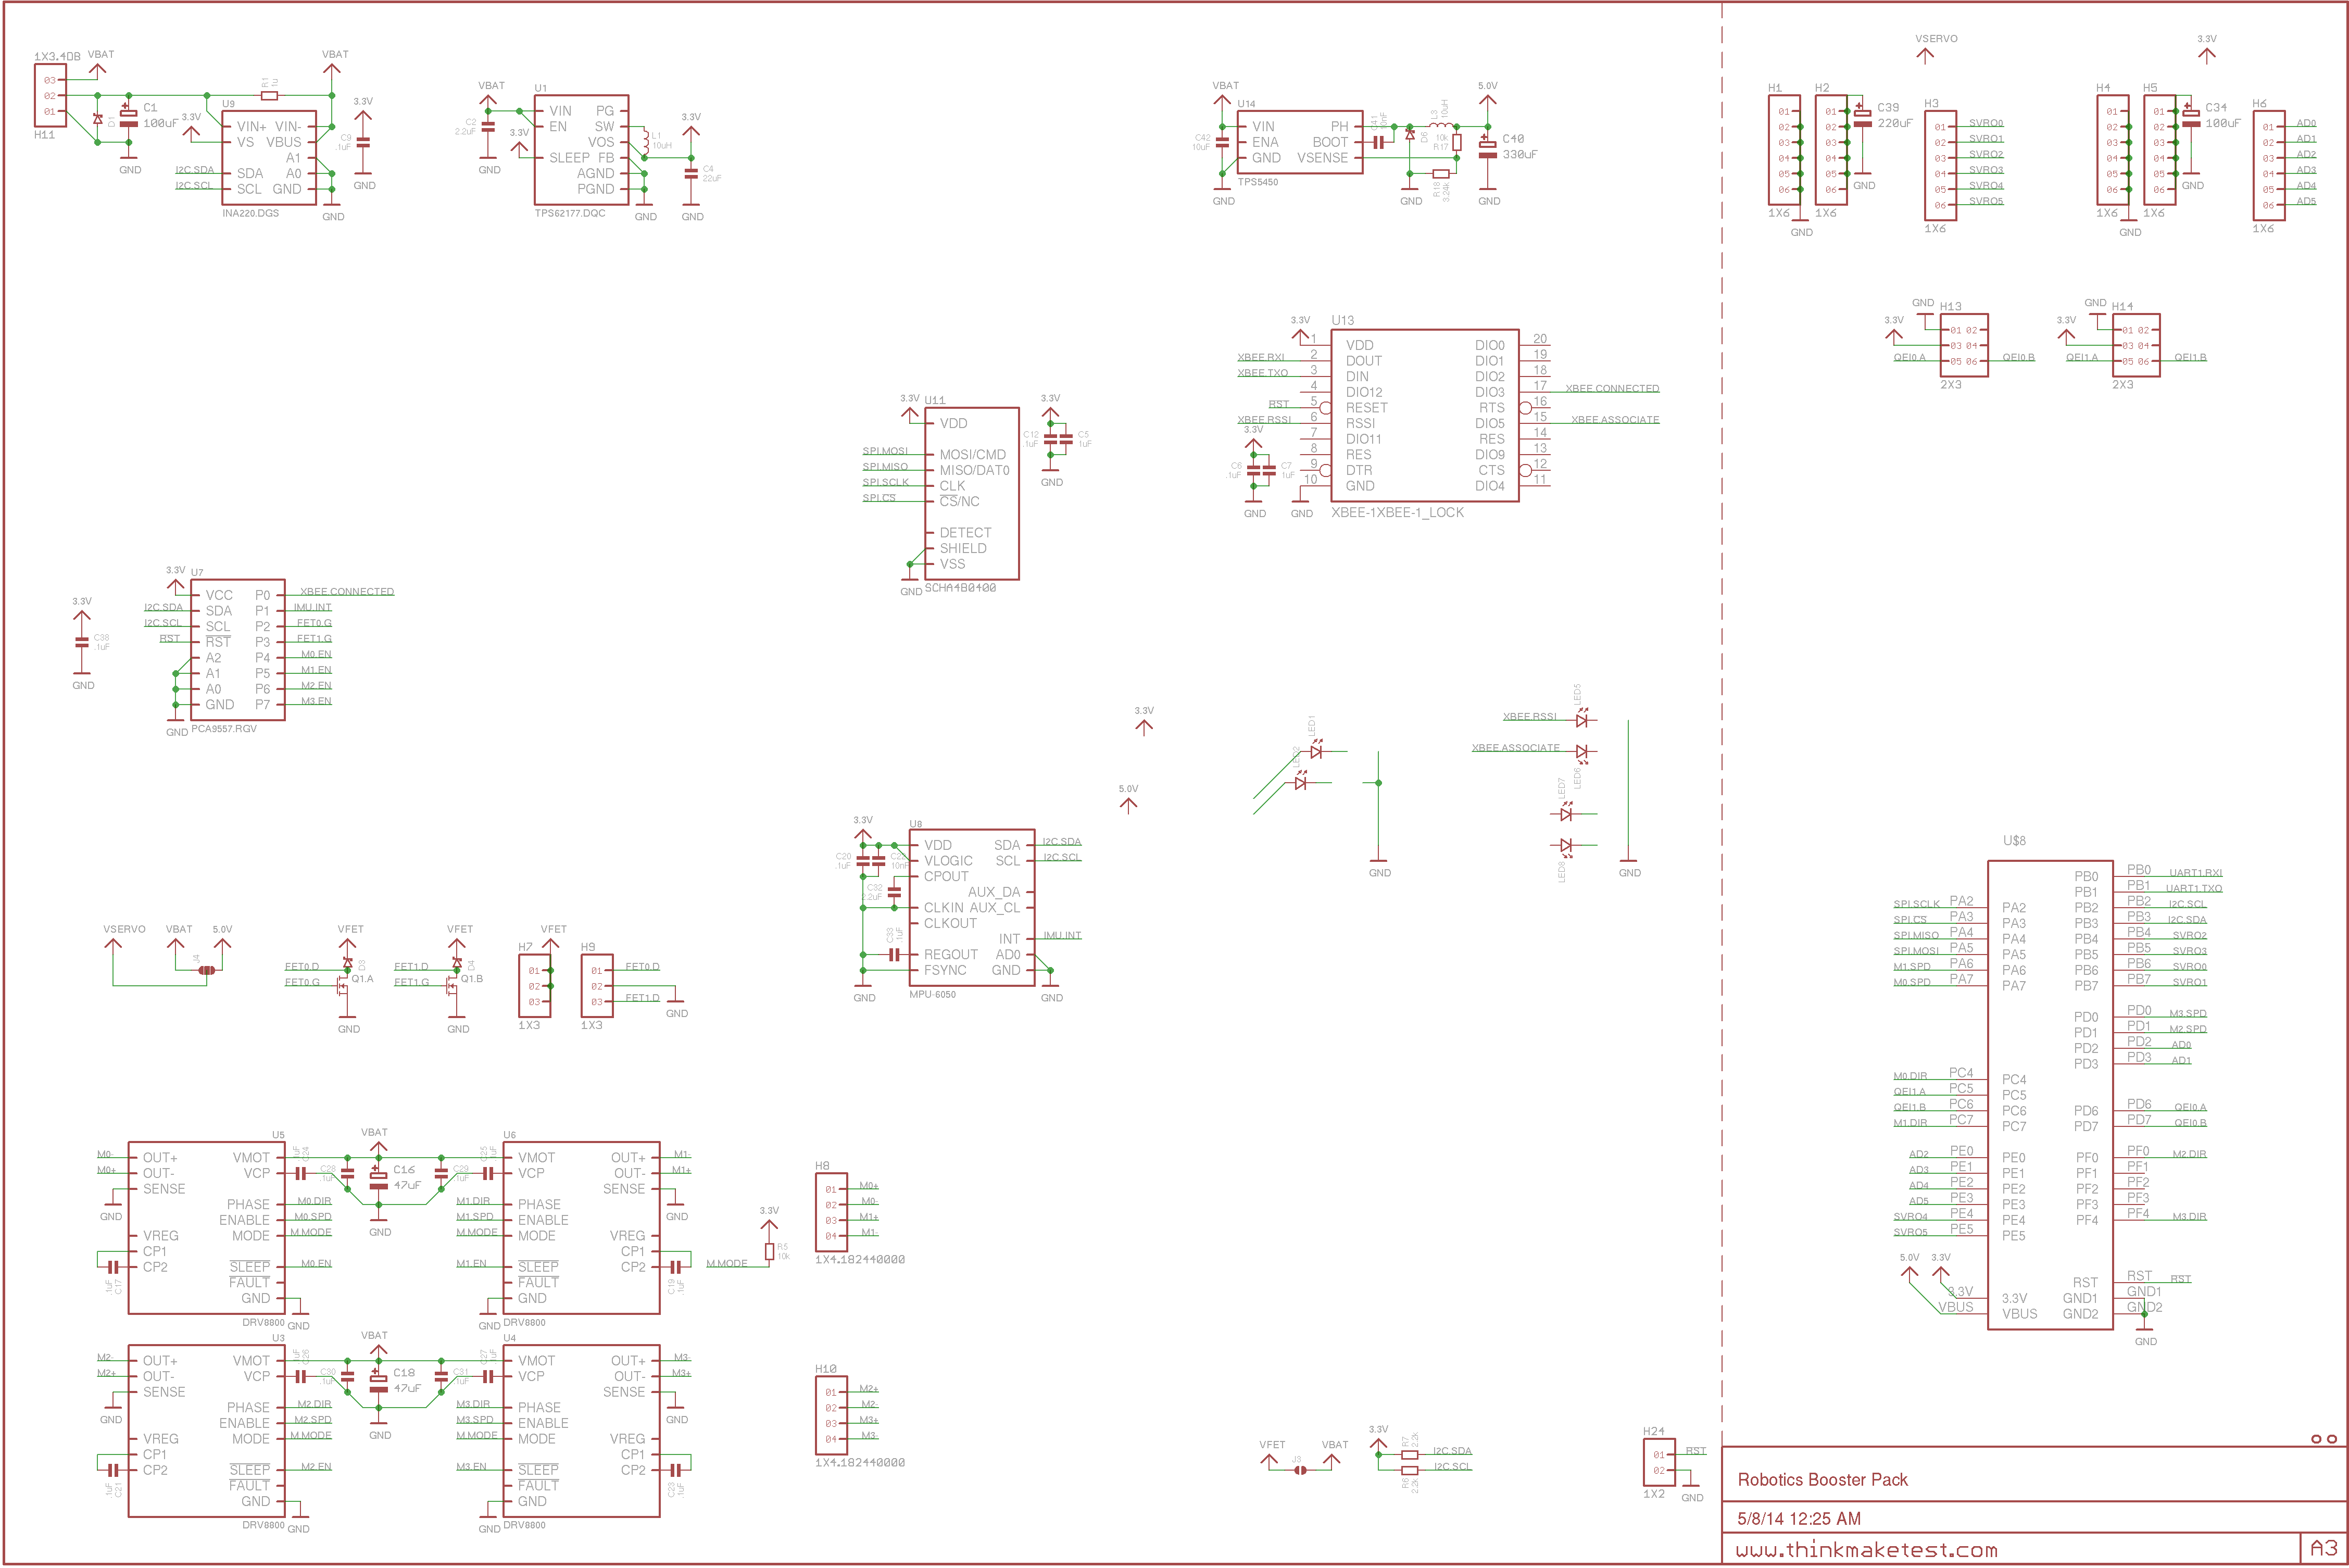 1X3.4DB
VBAT
03
02
01
H11
D1
C1
100uF
GND
R1
1u
VBAT
3.3V
U9
VIN+ VIN-
VS VBUS
A1
SDA A0
SCL GND
INA220.DGS
I2C.SDA
I2C.SCL
3.3V
C9
.1uF
GND
GND
VBAT
C2
2.2uF
GND
3.3V
U1
VIN PG
EN SW
VOS
SLEEP FB
AGND
PGND
TPS62177.DQC
L1
10uH
3.3V
C4
22uF
GND
GND
VBAT
C42
10uF
GND
U14
VIN PH
ENA BOOT
GND VSENSE
TPS5450
C41
10nF
D6
L3
10uH
10k
R17
R18
3.24k
GND
5.0V
C40
330uF
GND
VSERVO
H1
01
02
03
04
05
06
1X6
GND
H2
01
02
03
04
05
06
1X6
C39
220uF
GND
H3
01 SVRO0
02 SVRO1
03 SVRO2
04 SVRO3
05 SVRO4
06 SVRO5
1X6
3.3V
H4
01
02
03
04
05
06
1X6
GND
H5
01
02
03
04
05
06
1X6
C34
100uF
GND
H6
01 AD0
02 AD1
03 AD2
04 AD3
05 AD4
06 AD5
1X6
GND
H13
3.3V
01 02
03 04
QEI0.A 05 06 QEI0.B
2X3
GND
H14
3.3V
01 02
03 04
QEI1.A 05 06 QEI1.B
2X3
3.3V
U13
1 VDD DIO0 20
XBEE.RXI 2 DOUT DIO1 19
XBEE.TXO 3 DIN DIO2 18
4 DIO12 DIO3 17 XBEE.CONNECTED
RST 5 RESET RTS 16
XBEE.RSSI 6 RSSI DIO5 15 XBEE.ASSOCIATE
7 DIO11 RES 14
8 RES DIO9 13
9 DTR CTS 12
10 GND DIO4 11
XBEE-1XBEE-1_LOCK
3.3V
C6
.1uF
C7
1uF
GND
GND
3.3V
U11
VDD
SPI.MOSI MOSI/CMD
SPI.MISO MISO/DAT0
SPI.SCLK CLK
SPI.CS CS/NC
DETECT
SHIELD
VSS
GND
SCHA4B0400
3.3V
C12
.1uF
C5
1uF
GND
3.3V
C38
.1uF
GND
3.3V
U7
VCC P0 XBEE.CONNECTED
I2C.SDA SDA P1 IMU.INT
I2C.SCL SCL P2 FET0.G
RST RST P3 FET1.G
A2 P4 M0.EN
A1 P5 M1.EN
A0 P6 M2.EN
GND P7 M3.EN
GND
PCA9557.RGV
3.3V
5.0V
LED1
LED2
GND
XBEE.RSSI
LED5
XBEE.ASSOCIATE
LED6
LED7
LED8
GND
3.3V
U8
C20
.1uF
C22
10nF
C32
2.2uF
C33
.1uF
VDD SDA I2C.SDA
VLOGIC SCL I2C.SCL
CPOUT
AUX_DA
CLKIN AUX_CL
CLKOUT
INT IMU.INT
REGOUT AD0
FSYNC GND
GND
MPU-6050
GND
VSERVO
VBAT
5.0V
J4
VFET
FET0.D
FET0.G
D3
Q1.A
GND
VFET
FET1.D
FET1.G
D4
Q1.B
GND
H7
VFET
01
02
03
1X3
H9
01 FET0.D
02
03 FET1.D
1X3
GND
U$8
PB0 PB0 UART1.RXI
PB1 PB1 UART1.TXO
SPI.SCLK PA2 PA2 PB2 PB2 I2C.SCL
SPI.CS PA3 PA3 PB3 PB3 I2C.SDA
SPI.MISO PA4 PA4 PB4 PB4 SVRO2
SPI.MOSI PA5 PA5 PB5 PB5 SVRO3
M1.SPD PA6 PA6 PB6 PB6 SVRO0
M0.SPD PA7 PA7 PB7 PB7 SVRO1
PD0 PD0 M3.SPD
PD1 PD1 M2.SPD
PD2 PD2 AD0
PD3 PD3 AD1
M0.DIR PC4 PC4
QEI1.A PC5 PC5
QEI1.B PC6 PC6 PD6 PD6 QEI0.A
M1.DIR PC7 PC7 PD7 PD7 QEI0.B
AD2 PE0 PE0 PF0 PF0 M2.DIR
AD3 PE1 PE1 PF1 PF1
AD4 PE2 PE2 PF2 PF2
AD5 PE3 PE3 PF3 PF3
SVRO4 PE4 PE4 PF4 PF4 M3.DIR
SVRO5 PE5 PE5
5.0V 3.3V
RST RST RST
3.3V 3.3V GND1 GND1
VBUS VBUS GND2 GND2
GND
U5
M0- OUT+ VMOT
M0+ OUT- VCP
SENSE
GND
PHASE M0.DIR
ENABLE M0.SPD
VREG MODE M.MODE
CP1
CP2 SLEEP M0.EN
FAULT
GND
C17
.1uF
DRV8800
GND
C24
.1uF
C28
.1uF
VBAT
C16
47uF
GND
C29
.1uF
C25
.1uF
U6
VMOT OUT+ M1-
VCP OUT- M1+
SENSE
GND
M1.DIR PHASE
M1.SPD ENABLE
M.MODE MODE VREG
CP1
M1.EN SLEEP CP2
FAULT
GND
C19
.1uF
GND
DRV8800
3.3V
R5
10k
M.MODE
H8
01 M0+
02 M0-
03 M1+
04 M1-
1X4.182440000
U3
M2- OUT+ VMOT
M2+ OUT- VCP
SENSE
GND
PHASE M2.DIR
ENABLE M2.SPD
VREG MODE M.MODE
CP1
CP2 SLEEP M2.EN
FAULT
GND
C21
.1uF
DRV8800
GND
C26
.1uF
C30
.1uF
VBAT
C18
47uF
GND
C31
.1uF
C27
.1uF
U4
VMOT OUT+ M3-
VCP OUT- M3+
SENSE
GND
M3.DIR PHASE
M3.SPD ENABLE
M.MODE MODE VREG
CP1
M3.EN SLEEP CP2
FAULT
GND
C23
.1uF
GND
DRV8800
H10
01 M2+
02 M2-
03 M3+
04 M3-
1X4.182440000
VFET
J3
VBAT
3.3V
R7
2.2k
I2C.SDA
R6
2.2k
I2C.SCL
H24
01 RST
02
1X2
GND
Robotics Booster Pack
5/8/14 12:25 AM
www.thinkmaketest.com
A3